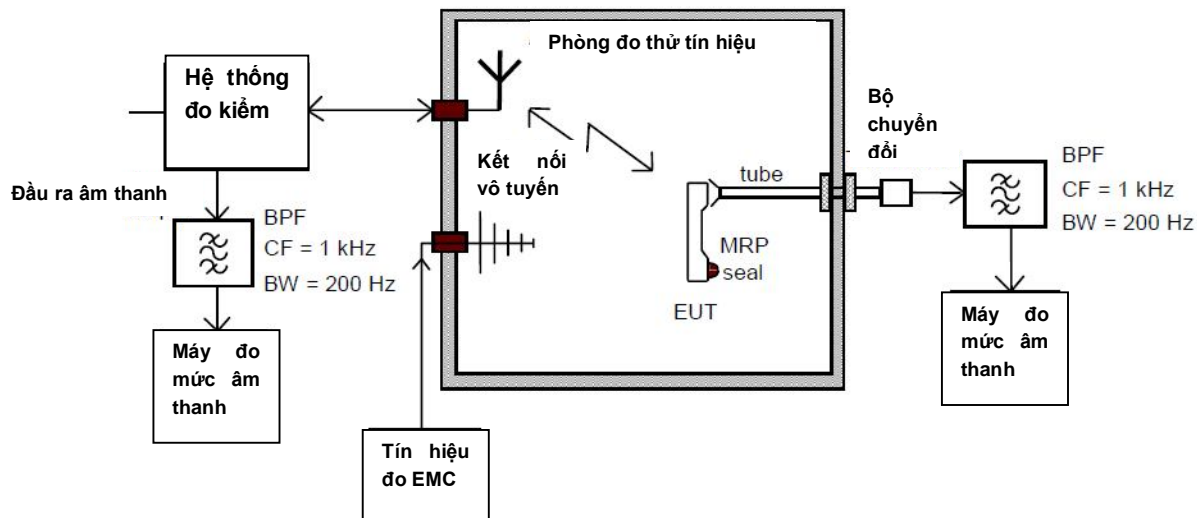 Phòng đo thử tín hiệu
Hệ thống
đo kiểm
Bộ
chuyển
đổi
Kết nối
vô tuyến
tube
BPF
CF = 1 kHz
BW = 200 Hz
Đầu ra âm thanh
BPF
CF = 1 kHz
BW = 200 Hz
MRP
seal
EUT
Máy đo
mức âm
thanh
Máy đo
mức âm
thanh
Tín hiệu
đo EMC